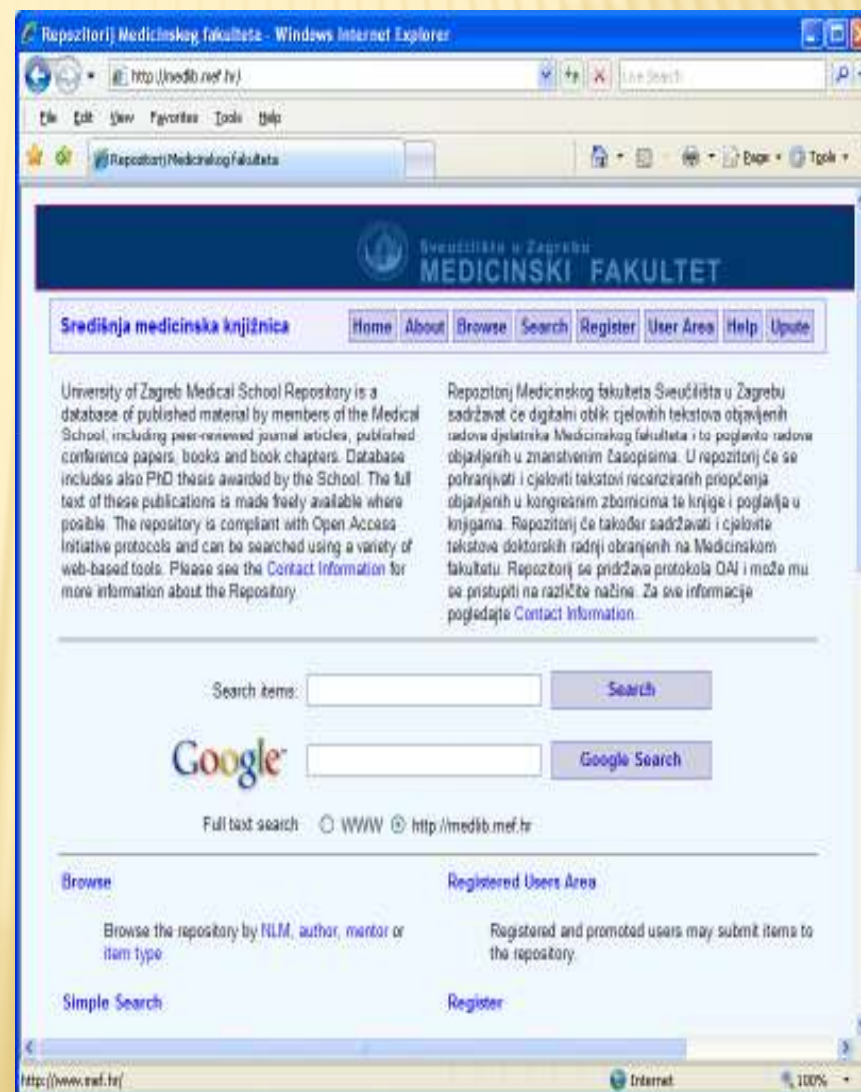 Repozitorij Medicinskog fakulteta - Windows Internet Explorer
http://medlib.mef.hr/
Live Search
File Edit View Favorites Tools Help
Repozitorij Medicinskog fakulteta
Page Tools
Sveučilište u Zagrebu
MEDICINSKI FAKULTET
Središnja medicinska knjižnica
Home About Browse Search Register User Area Help Upute
University of Zagreb Medical School Repository is a
database of published material by members of the Medical
School, including peer-reviewed journal articles, published
conference papers, books and book chapters. Database
includes also PhD thesis awarded by the School. The full
text of these publications is made freely available where
posible. The repository is compliant with Open Access
Initiative protocols and can be searched using a variety of
web-based tools. Please see the Contact Information for
more information about the Repository.
Repozitorij Medicinskog fakulteta Sveučilišta u Zagrebu
sadržavat će digitalni oblik cjelovitih tekstova objavljenih
radova djelatnika Medicinskog fakulteta i to poglavito radove
objavljenih u znanstvenim časopisima. U repozitorij će se
pohranjivati i cjeloviti tekstovi recenziranih priopćenja
objavljenih u kongresnim zbornicima te knjige i poglavlja u
knjigama. Repozitorij će također sadržavati i cjelovite
tekstove doktorskih radnji obranjenih na Medicinskom
fakultetu. Repozitorij se pridržava protokola OAI i može mu
se pristupiti na različite načine. Za sve informacije
pogledajte Contact Information.
Search items:
Search
Google
Google Search
Full text search WWW http://medlib.mef.hr
Browse
Browse the repository by NLM, author, mentor or
item type.
Registered Users Area
Registered and promoted users may submit items to
the repository.
Simple Search
Register
http://www.mef.hr/
Internet
100%